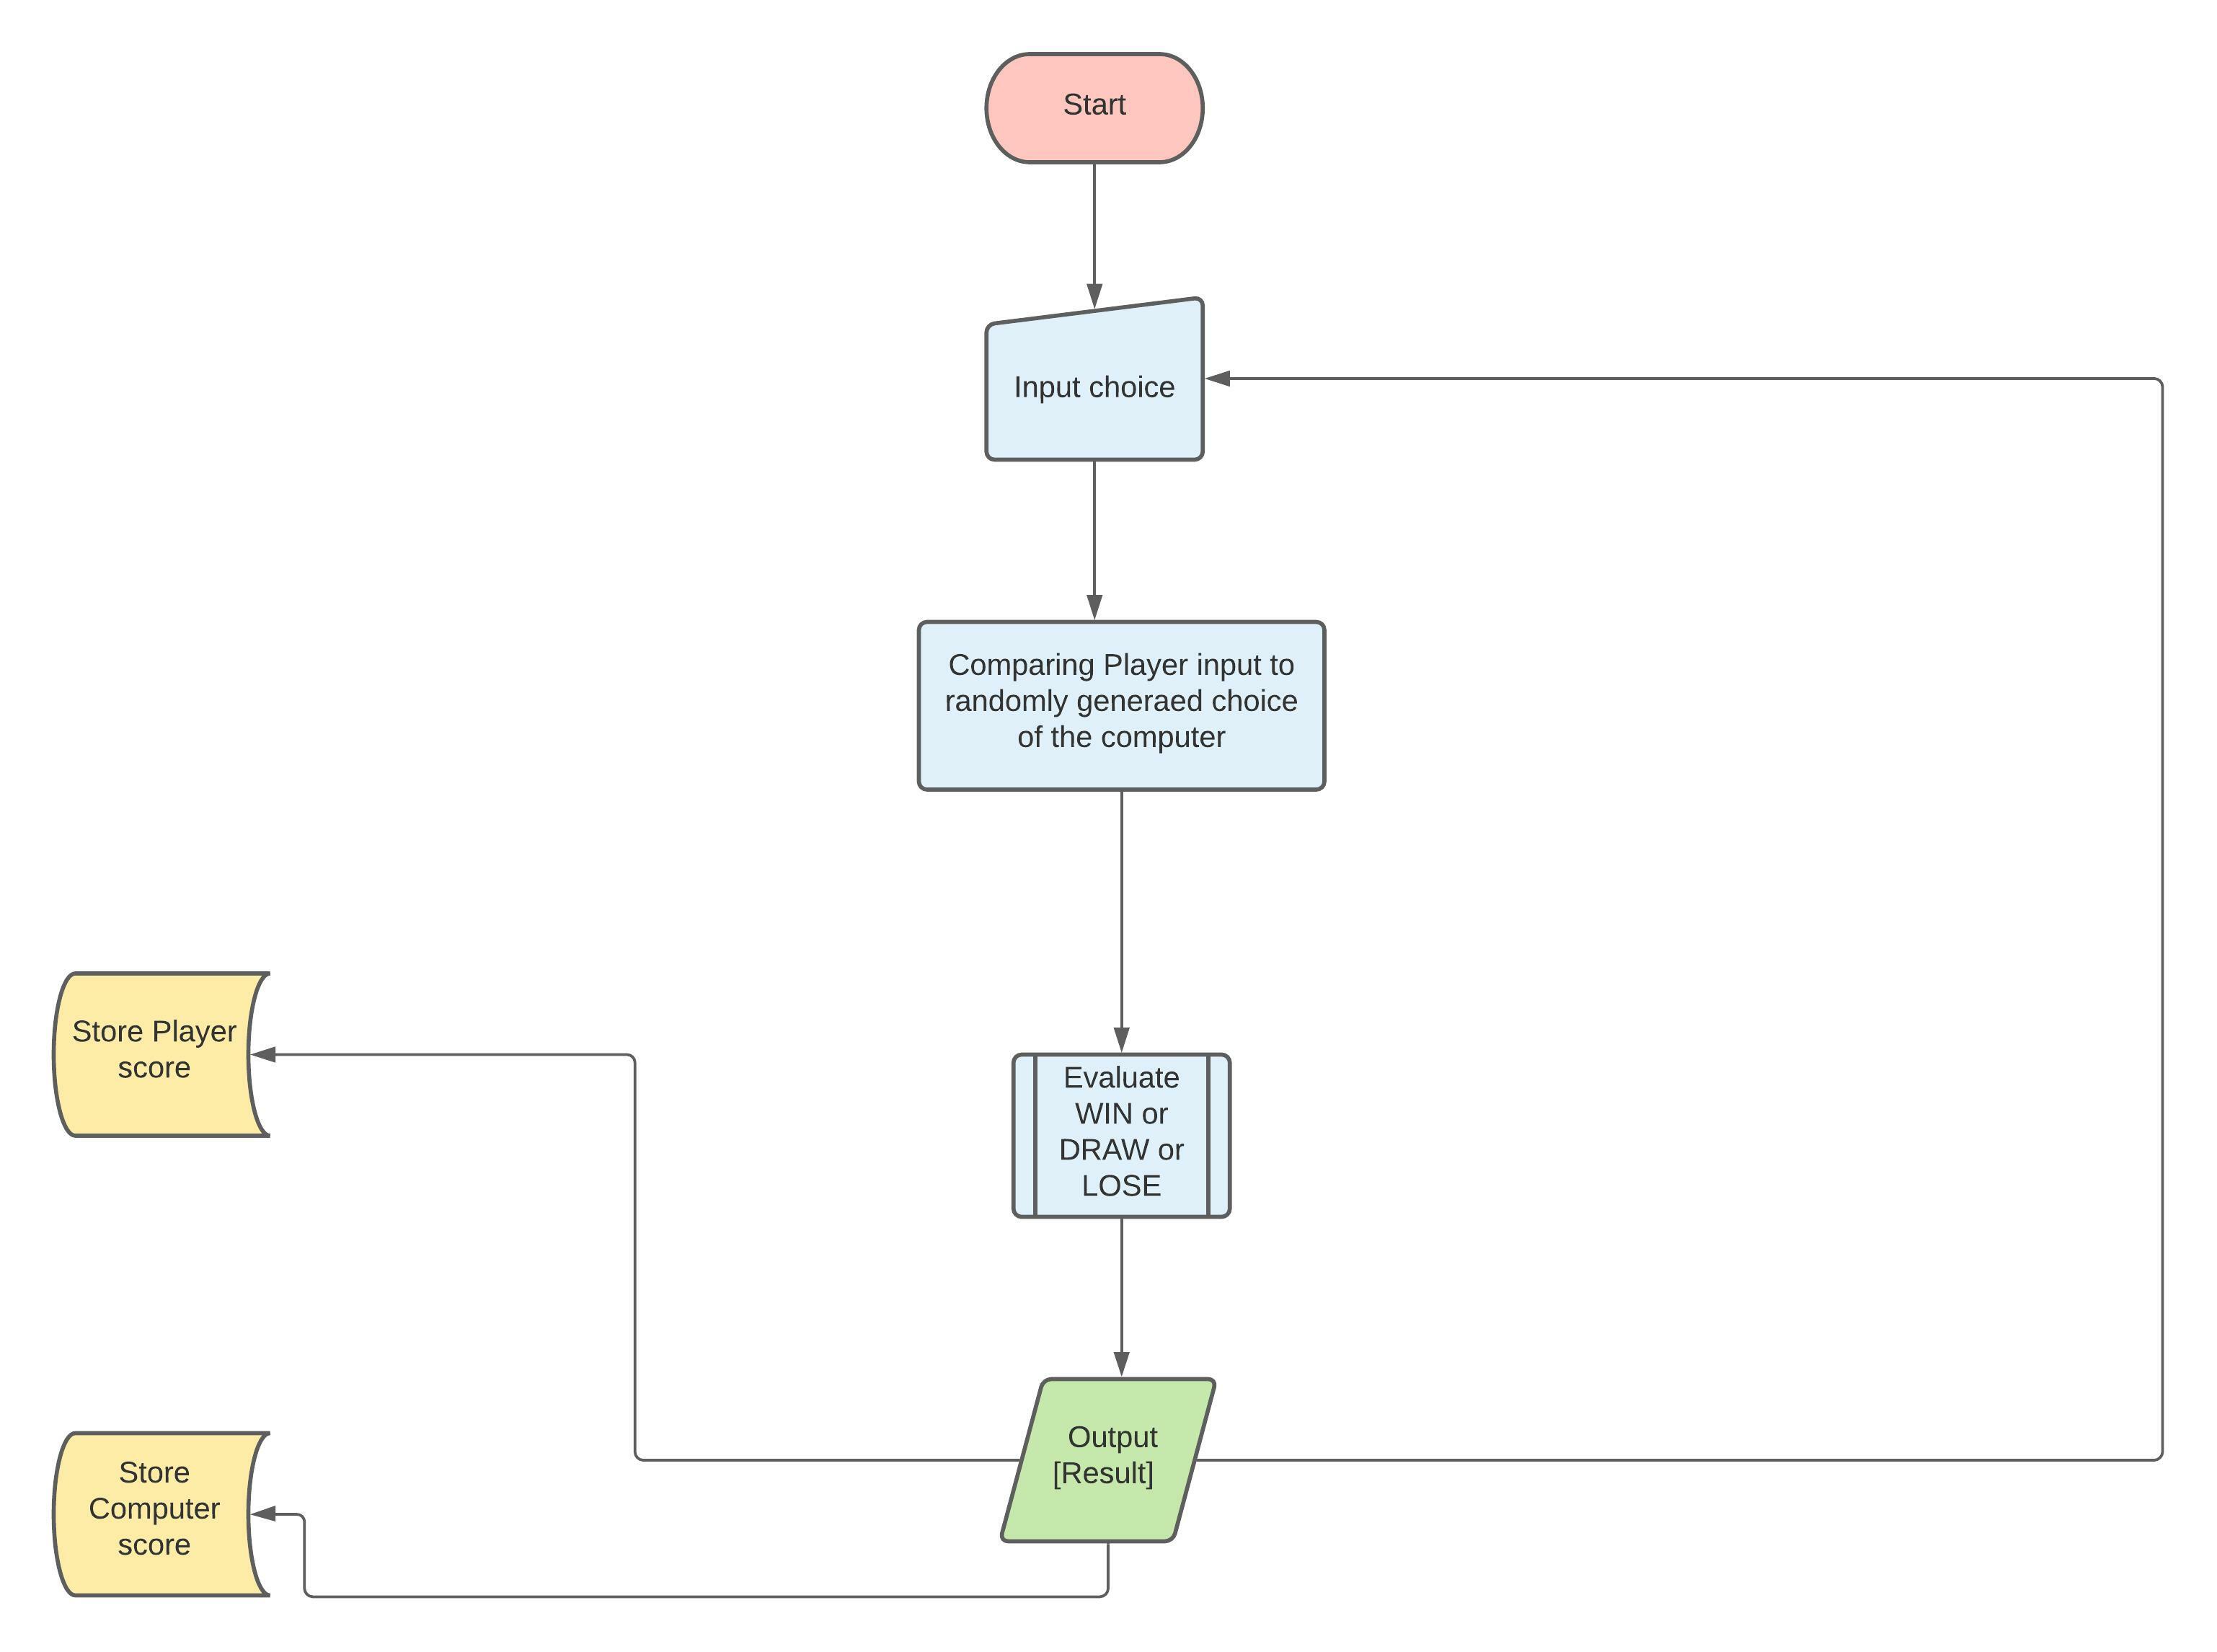 Start
Input choice
Comparing Player input to
randomly generaed choice
of the computer
Store Player
score
Evaluate
WIN or
DRAW or
LOSE
Output
[Result]
Store
Computer
score